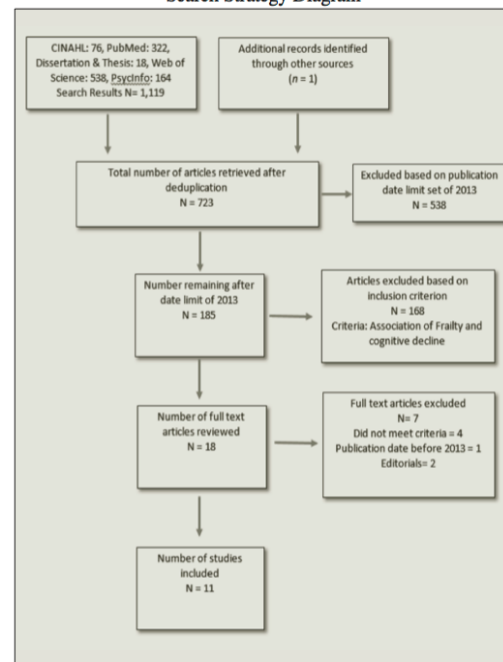 Search Strategy Diagram
CINAHL: 76, PubMed: 322,
Dissertation & Thesis: 18, Web of
Science: 538, PsycInfo: 164
Search Results N= 1,119
Additional records identified
through other sources
(n = 1)
Total number of articles retrieved after
deduplication
N = 723
Excluded based on publication
date limit set of 2013
N = 538
Number remaining after
date limit of 2013
N = 185
Articles excluded based on
inclusion criterion
N = 168
Criteria: Association of Frailty and
cognitive decline
Number of full text
articles reviewed
N = 18
Full text articles excluded
N= 7
Did not meet criteria = 4
Publication date before 2013 = 1
Editorials= 2
Number of studies
included
N = 11